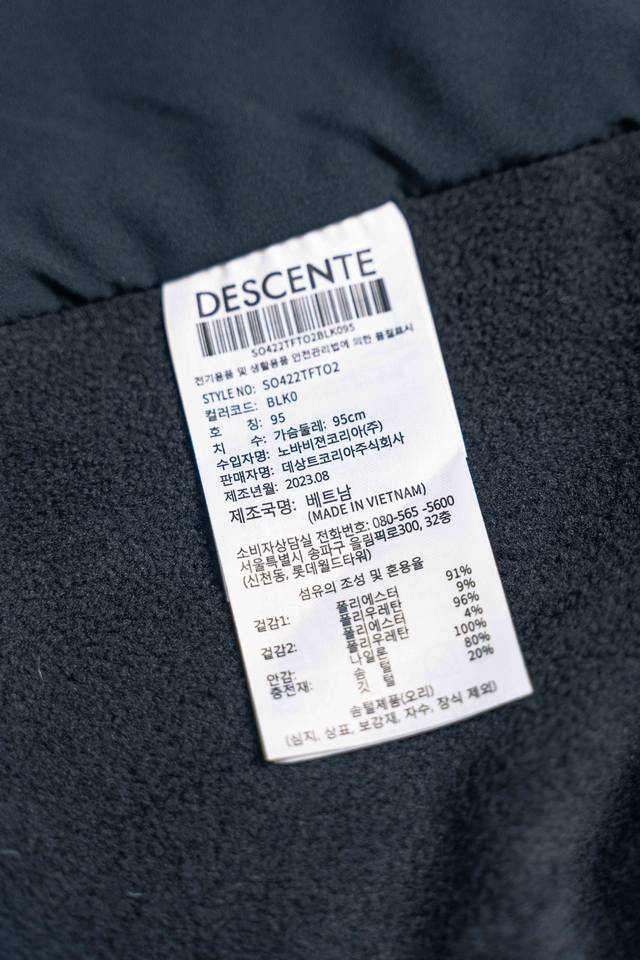 DESCENTE
SO422TFTO2BLK095
전기용품 및 생활용품 안전관리법에 의한 품질표시
STYLE NO: SO422TFTO2
컬러코드: BLK0
호 칭: 95
치 수: 가슴둘레: 95cm
수입자명: 노바비젼코리아(주)
판매자명: 데상트코리아주식회사
제조년월: 2023.08
제조국명: 베트남
(MADE IN VIETNAM)
소비자상담실 전화번호: 080-565 -5600
서울특별시 송파구 올림픽로300, 32층
(신천동, 롯데월드타워)
섬유의 조성 및 혼용율
겉감1: 폴리에스터 91%
폴리우레탄 9%
겉감2: 폴리에스터 96%
폴리우레탄 4%
안감: 나일론 100%
충전재: 솜 털 80%
깃 털 20%
솜털제품(오리)
(심지, 상표, 보강재, 자수, 장식 제외)